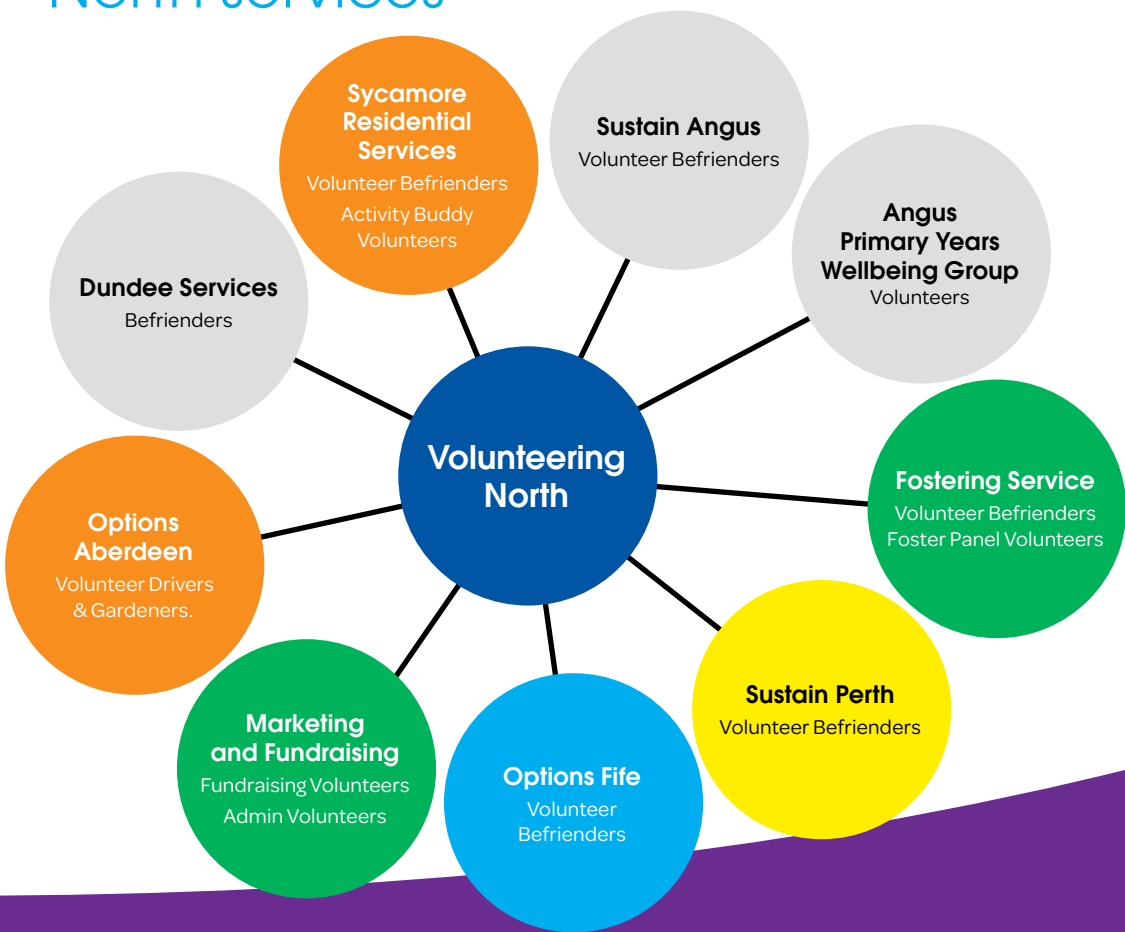 North services
Sycamore
Residential
Services
Volunteer Befrienders
Activity Buddy
Volunteers
Sustain Angus
Volunteer Befrienders
Angus
Primary Years
Wellbeing Group
Volunteers
Dundee Services
Befrienders
Volunteering
North
Fostering Service
Volunteer Befrienders
Foster Panel Volunteers
Options
Aberdeen
Volunteer Drivers
& Gardeners.
Sustain Perth
Volunteer Befrienders
Marketing
and Fundraising
Fundraising Volunteers
Admin Volunteers
Options Fife
Volunteer
Befrienders